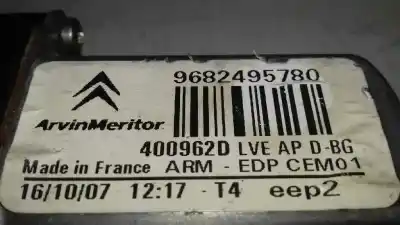 9682495780
ArvinMeritor
400962D LVE AP D-BG
Made in France ARM - EDP CEM01
16/10/07 12:17 - T4 eep2